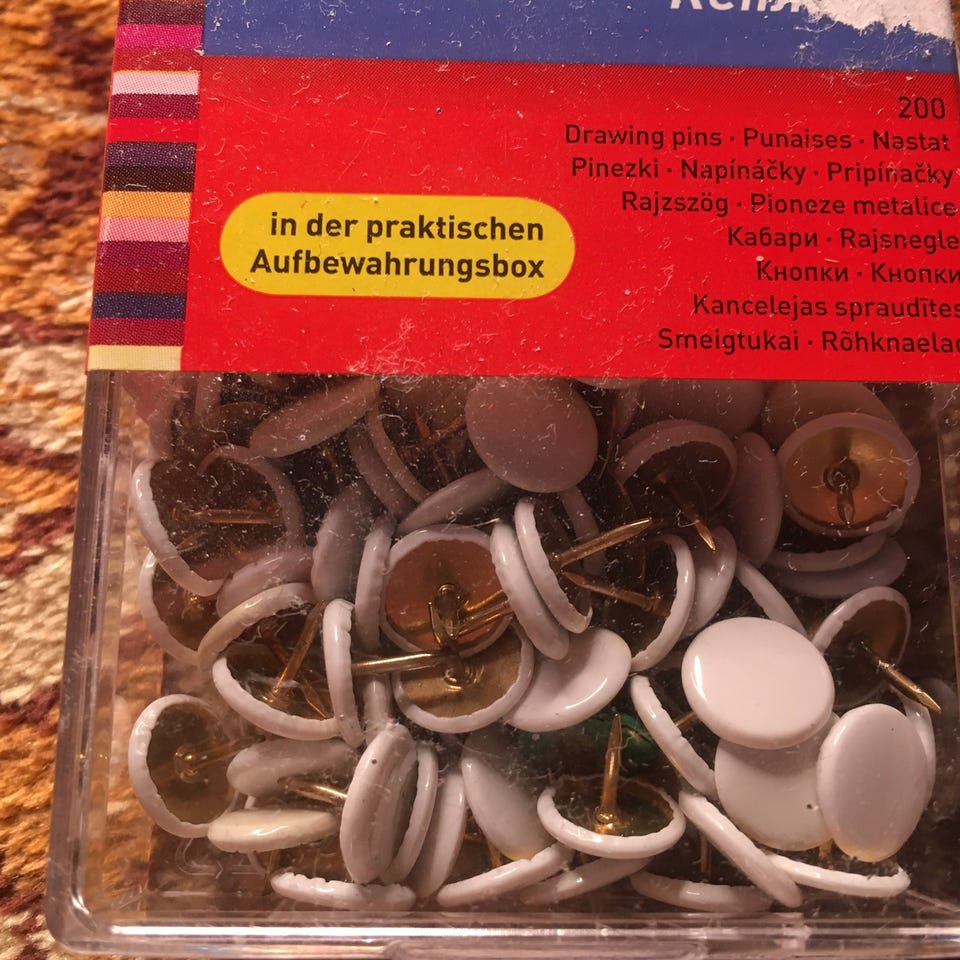 200
Drawing pins · Punaises · Nastat
Pinezki · Napínáčky · Pripínačky
Rajzszög · Pioneze metalice
Кабари · Rajsnegle
Кнопки · Кнопки
Kancelejas spraudītes
Smeigtukai · Rõhknaelad
in der praktischen
Aufbewahrungsbox